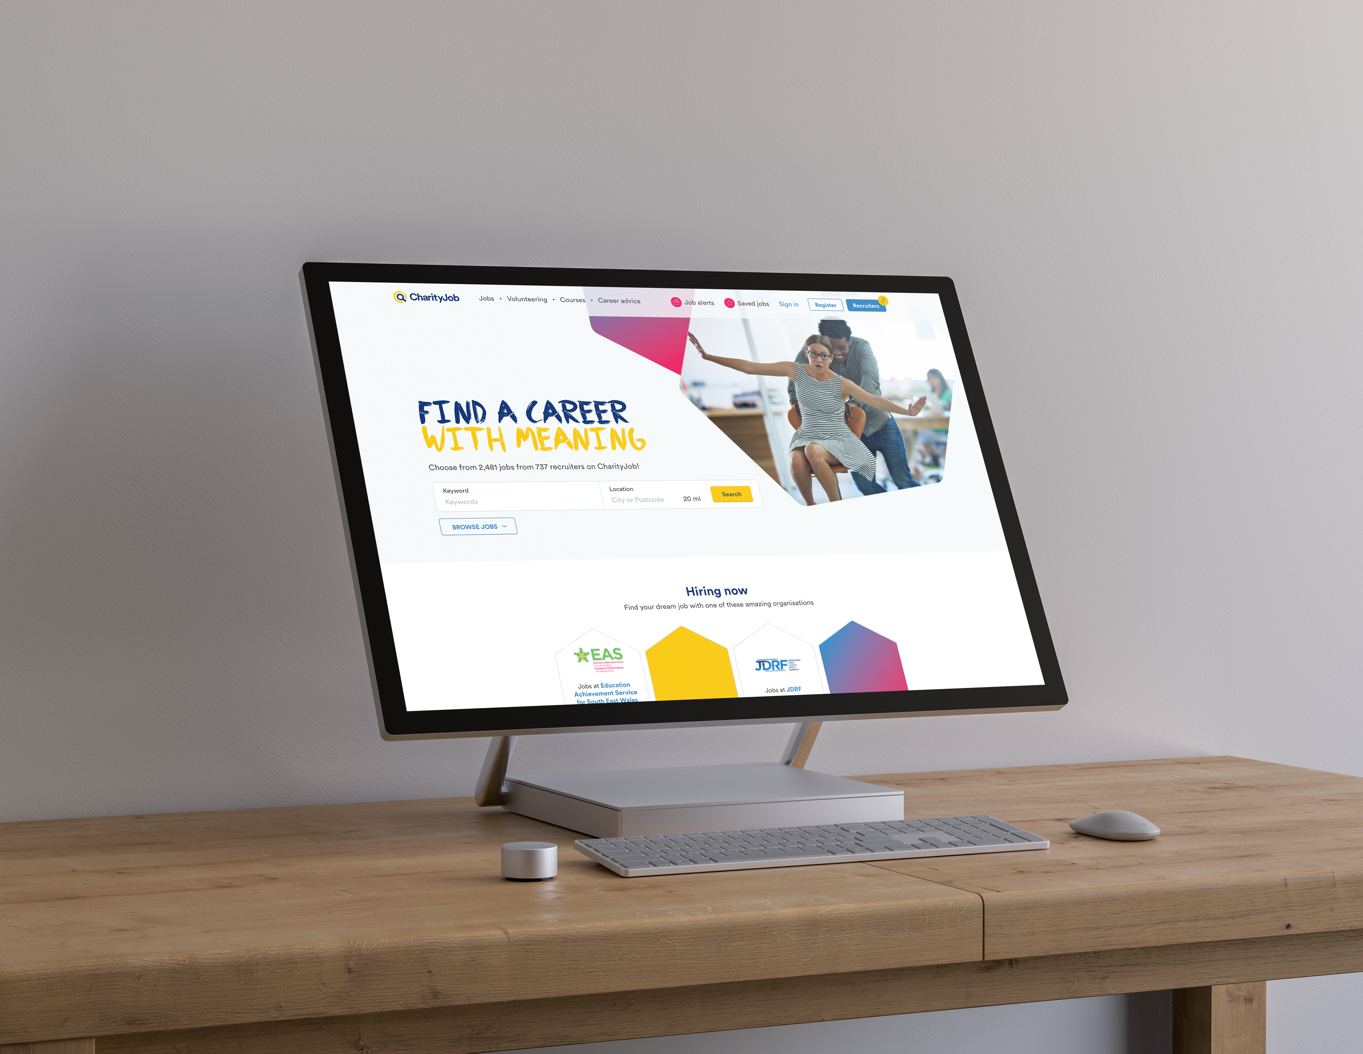 CharityJob
Jobs • Volunteering • Courses • Career advice
Job alerts
Saved jobs
Sign in
Register
Recruiters
FIND A CAREER
WITH MEANING
Choose from 2,481 jobs from 737 recruiters on CharityJob!
Keyword
Keywords
Location
City or Postcode
20 mi
Search
BROWSE JOBS
Hiring now
Find your dream job with one of these amazing organisations
EAS
Jobs at Education
Achievement Service
for South East Wales
JDRF
Jobs at JDRF